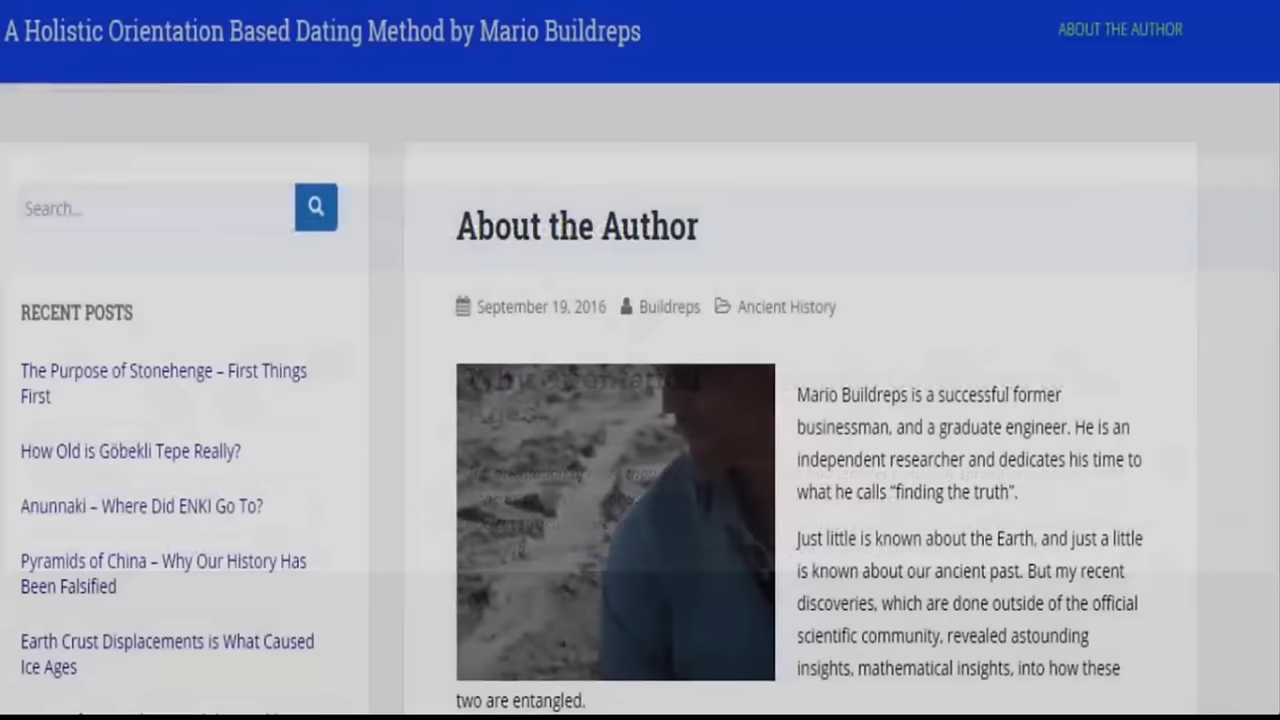 A Holistic Orientation Based Dating Method by Mario Buildreps
ABOUT THE AUTHOR
Search...
RECENT POSTS
The Purpose of Stonehenge – First Things
First
How Old is Göbekli Tepe Really?
Anunnaki – Where Did ENKI Go To?
Pyramids of China – Why Our History Has
Been Falsified
Earth Crust Displacements is What Caused
Ice Ages
About the Author
September 19, 2016 Buildreps Ancient History
Mario Buildreps is a successful former
businessman, and a graduate engineer. He is an
independent researcher and dedicates his time to
what he calls “finding the truth”.
Just little is known about the Earth, and just a little
is known about our ancient past. But my recent
discoveries, which are done outside of the official
scientific community, revealed astounding
insights, mathematical insights, into how these
two are entangled.